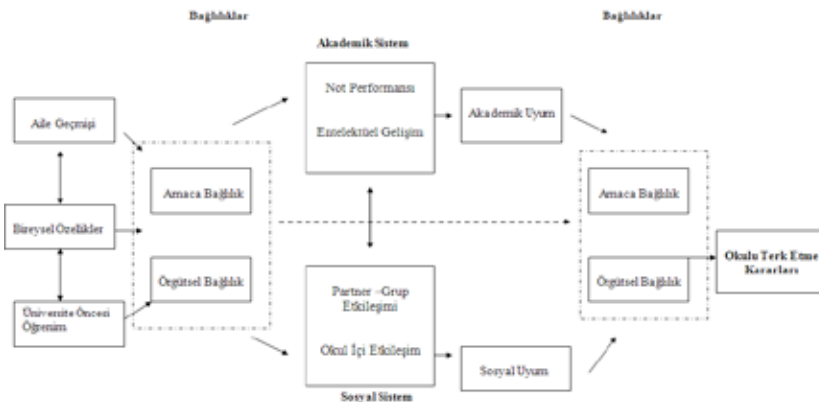 Bağlılıklar
Bağlılıklar
Akademik Sistem
Not Performansı
Entelektüel Gelişim
Akademik Uyum
Aile Geçmişi
Amaca Bağlılık
Amaca Bağlılık
Bireysel Özellikler
Okulu Terk Etme
Kararları
Örgütsel Bağlılık
Örgütsel Bağlılık
Partner –Grup
Etkileşimi
Üniversite Öncesi
Öğrenim
Okul İçi Etkileşim
Sosyal Uyum
Sosyal Sistem